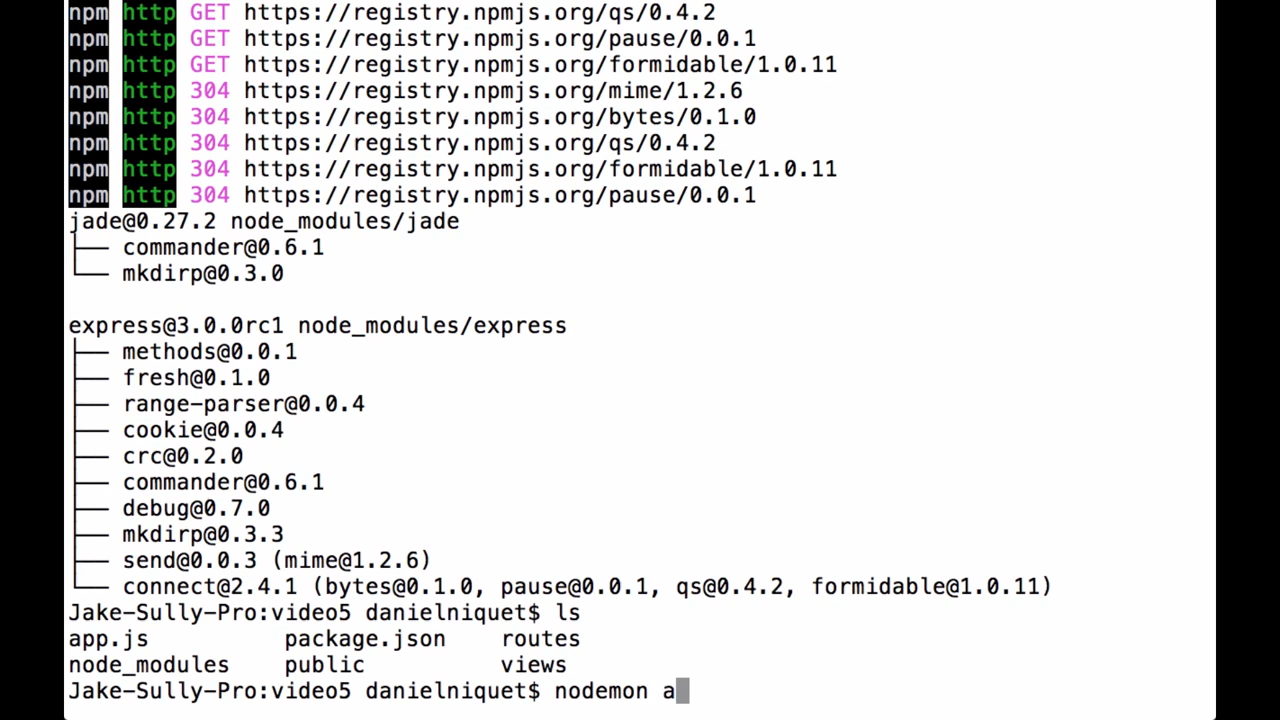 npm http GET https://registry.npmjs.org/qs/0.4.2
npm http GET https://registry.npmjs.org/pause/0.0.1
npm http GET https://registry.npmjs.org/formidable/1.0.11
npm http 304 https://registry.npmjs.org/mime/1.2.6
npm http 304 https://registry.npmjs.org/bytes/0.1.0
npm http 304 https://registry.npmjs.org/qs/0.4.2
npm http 304 https://registry.npmjs.org/formidable/1.0.11
npm http 304 https://registry.npmjs.org/pause/0.0.1
jade@0.27.2 node_modules/jade
├── commander@0.6.1
└── mkdirp@0.3.0
express@3.0.0rc1 node_modules/express
├── methods@0.0.1
├── fresh@0.1.0
├── range-parser@0.0.4
├── cookie@0.0.4
├── crc@0.2.0
├── commander@0.6.1
├── debug@0.7.0
├── mkdirp@0.3.3
├── send@0.0.3 (mime@1.2.6)
└── connect@2.4.1 (bytes@0.1.0, pause@0.0.1, qs@0.4.2, formidable@1.0.11)
Jake-Sully-Pro:video5 danielniquet$ ls
app.js package.json routes
node_modules public views
Jake-Sully-Pro:video5 danielniquet$ nodemon a